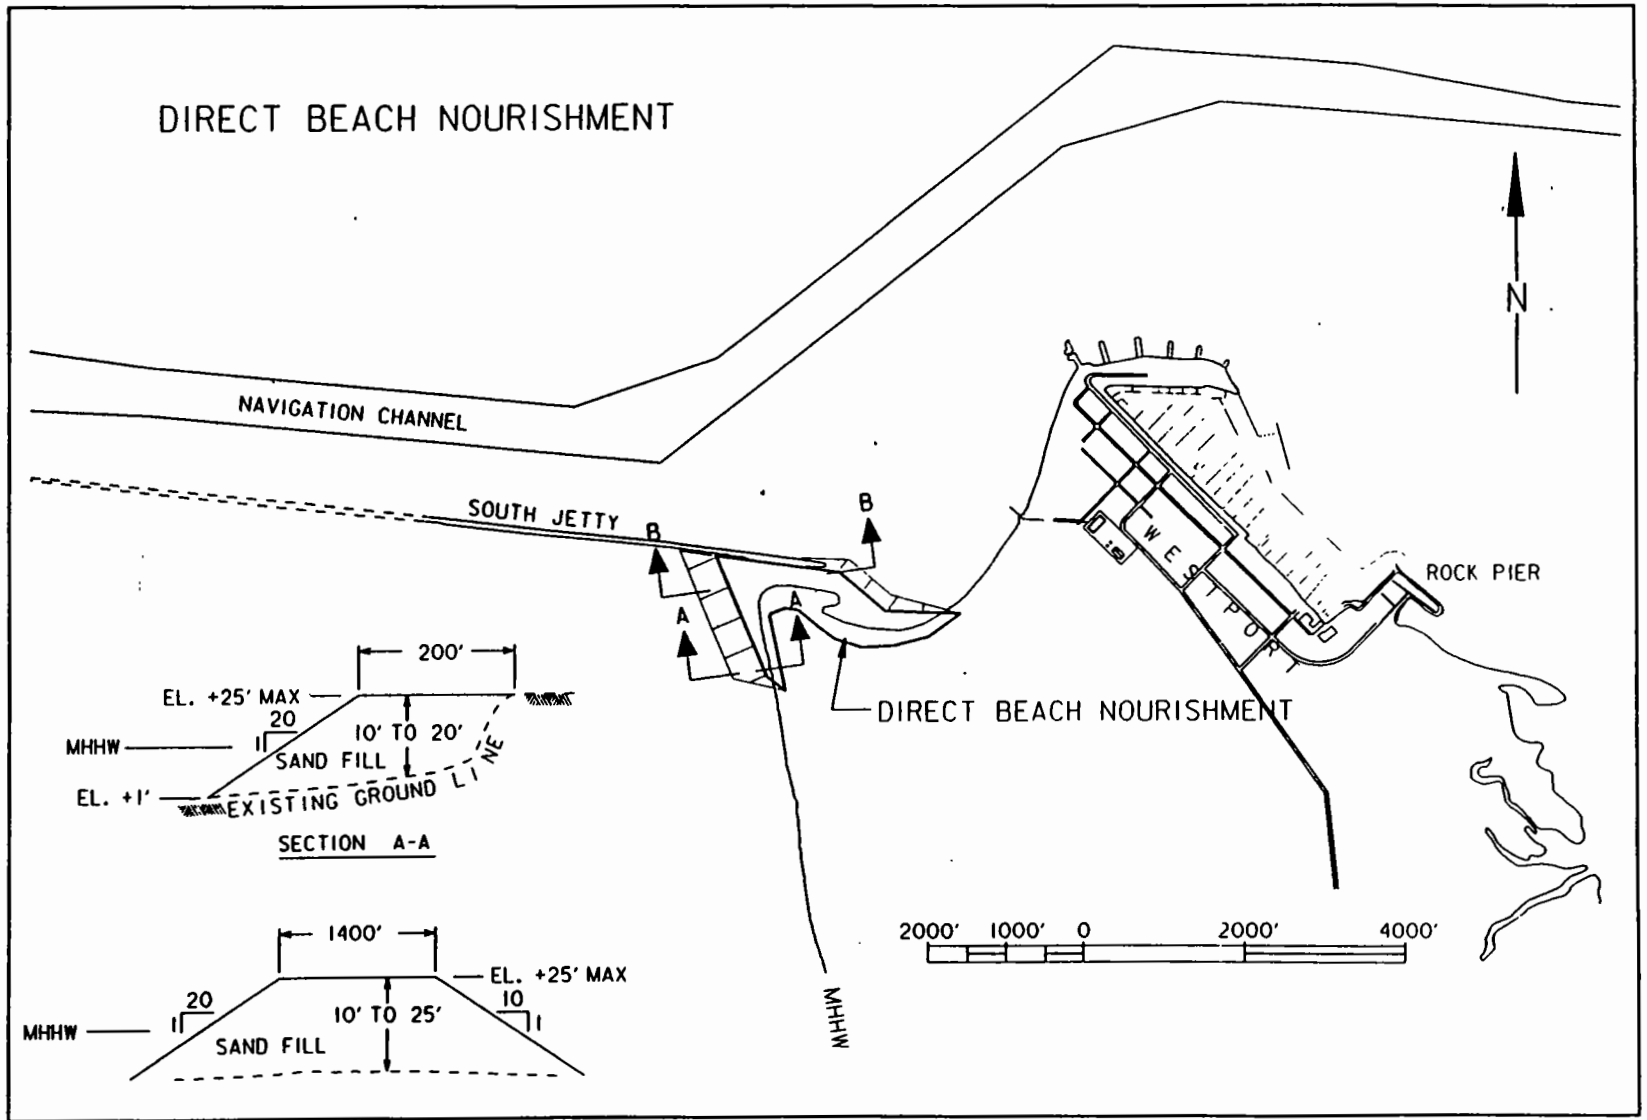 DIRECT BEACH NOURISHMENT
N
NAVIGATION CHANNEL
SOUTH JETTY
B
B
A
A
WESTPORT
ROCK PIER
DIRECT BEACH NOURISHMENT
200'
EL. +25' MAX
20
1
10' TO 20'
MHHW
SAND FILL
EL. +1'
EXISTING GROUND LINE
SECTION A-A
2000' 1000' 0 2000' 4000'
1400'
EL. +25' MAX
20
1
10' TO 25'
10
1
MHHW
SAND FILL
MHHW